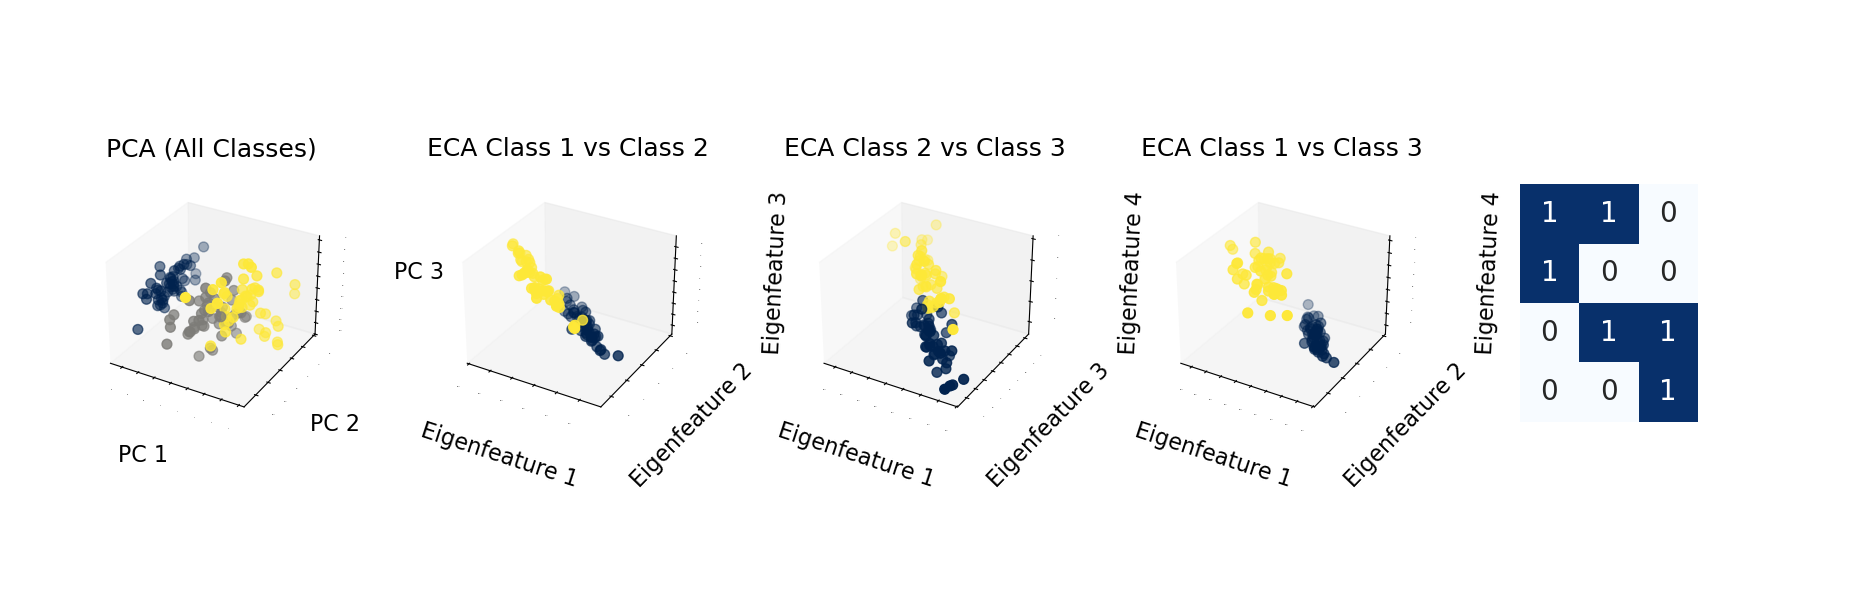 PCA (All Classes)
PC 3
PC 2
PC 1
ECA Class 1 vs Class 2
Eigenfeature 3
Eigenfeature 2
Eigenfeature 1
ECA Class 2 vs Class 3
Eigenfeature 4
Eigenfeature 3
Eigenfeature 1
ECA Class 1 vs Class 3
Eigenfeature 4
Eigenfeature 2
Eigenfeature 1
1 1 0
1 0 0
0 1 1
0 0 1